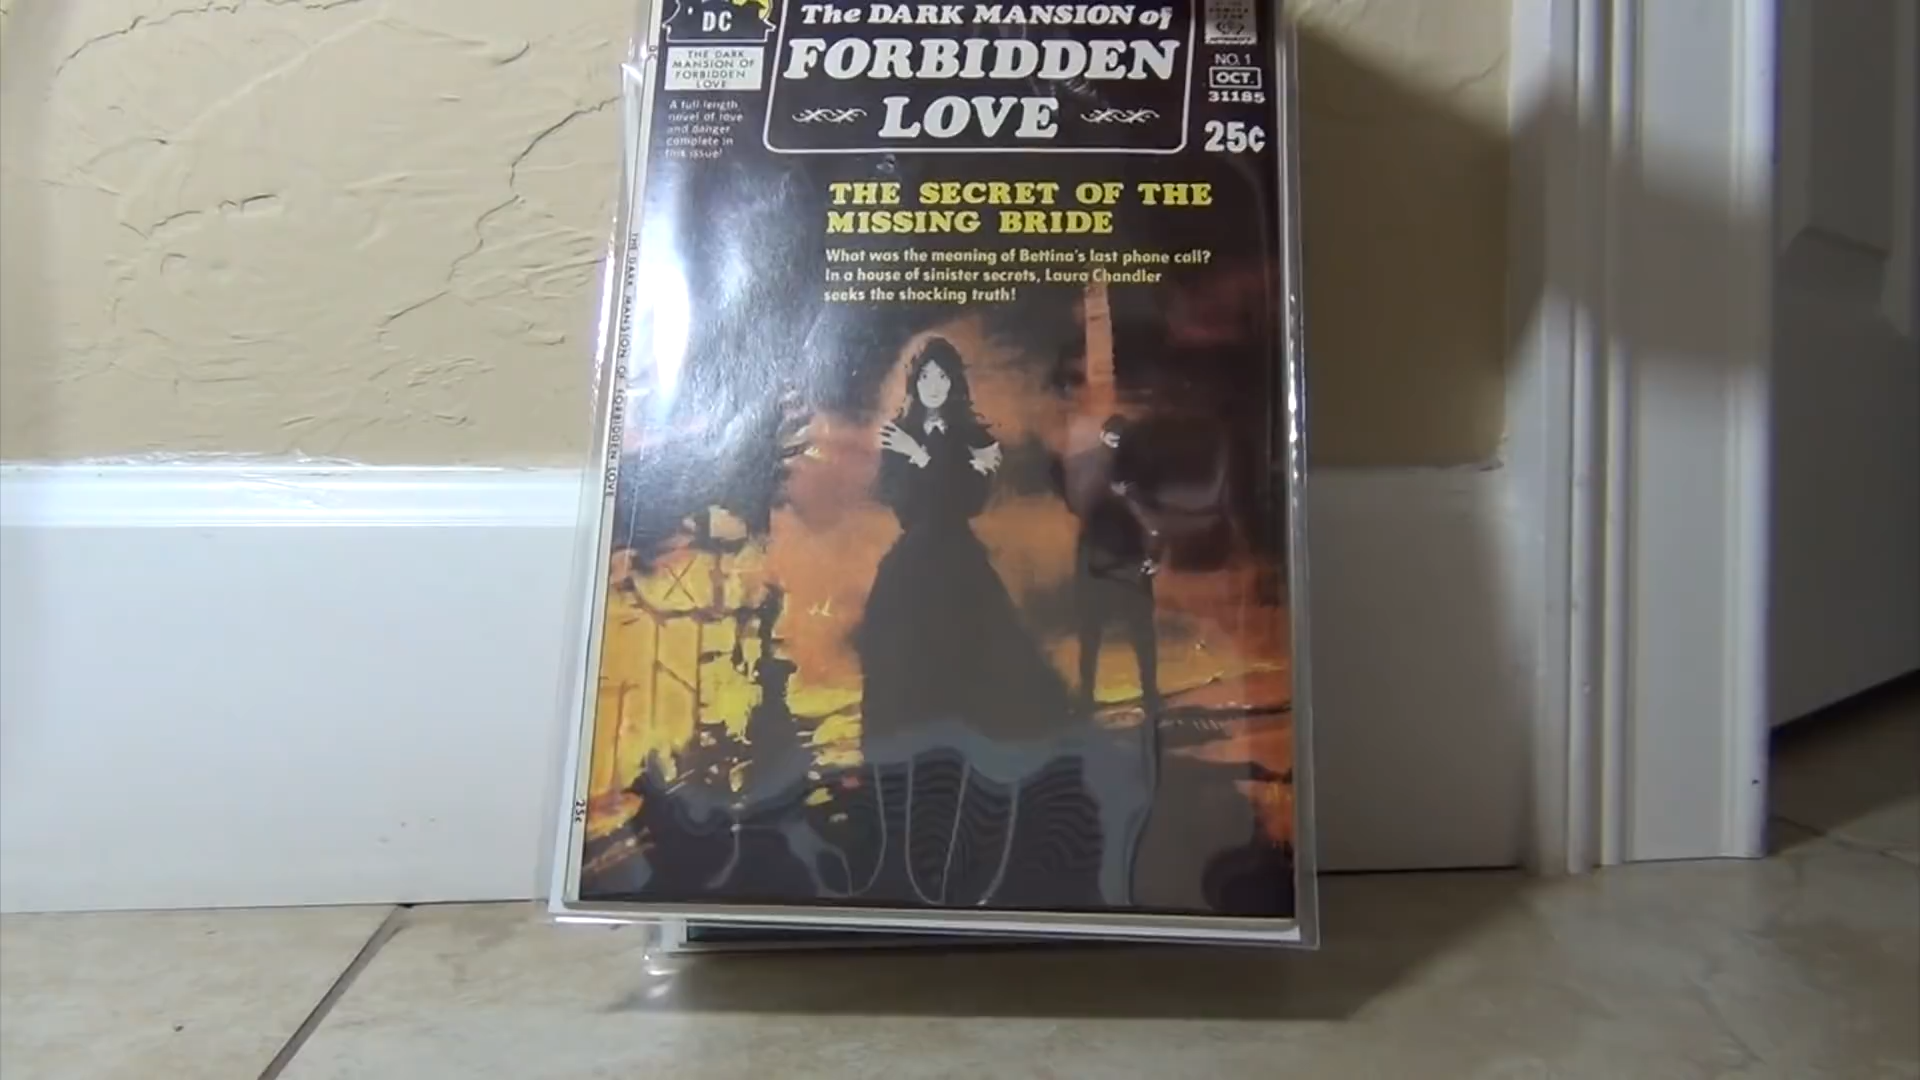 DC
THE DARK
MANSION OF
FORBIDDEN
LOVE
A full-length
novel of love
and danger
complete in
this issue!
The DARK MANSION of
FORBIDDEN
LOVE
NO. 1
OCT.
31185
25¢
THE SECRET OF THE
MISSING BRIDE
What was the meaning of Bettina's last phone call?
In a house of sinister secrets, Laura Chandler
seeks the shocking truth!
THE DARK MANSION OF FORBIDDEN LOVE
25¢